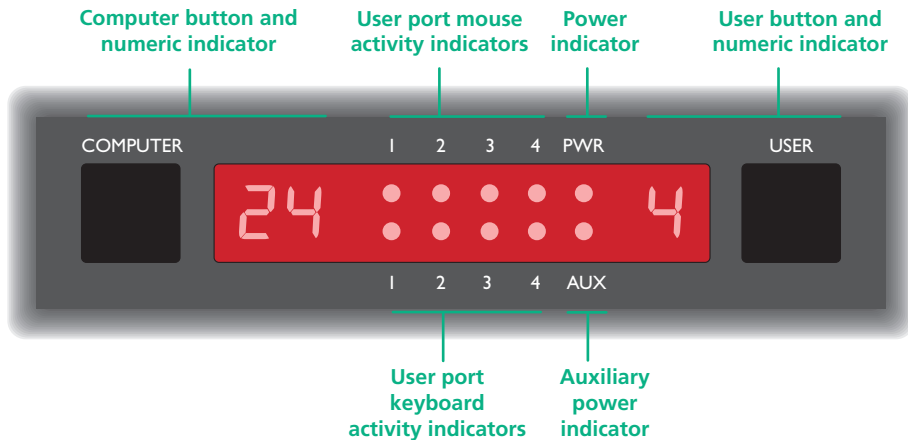 Computer button and
numeric indicator
User port mouse
activity indicators
Power
indicator
User button and
numeric indicator
COMPUTER
1 2 3 4 PWR
USER
24
4
1 2 3 4 AUX
User port
keyboard
activity indicators
Auxiliary
power
indicator